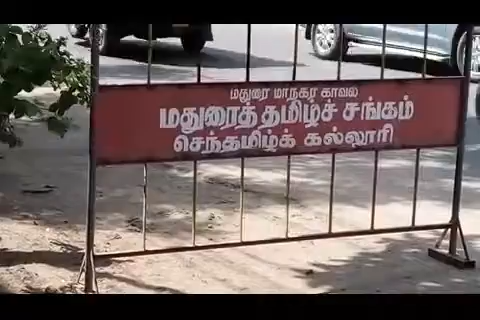 மதுரை மாநகர காவல்
மதுரைத் தமிழ்ச் சங்கம்
செந்தமிழ்க் கல்லூரி